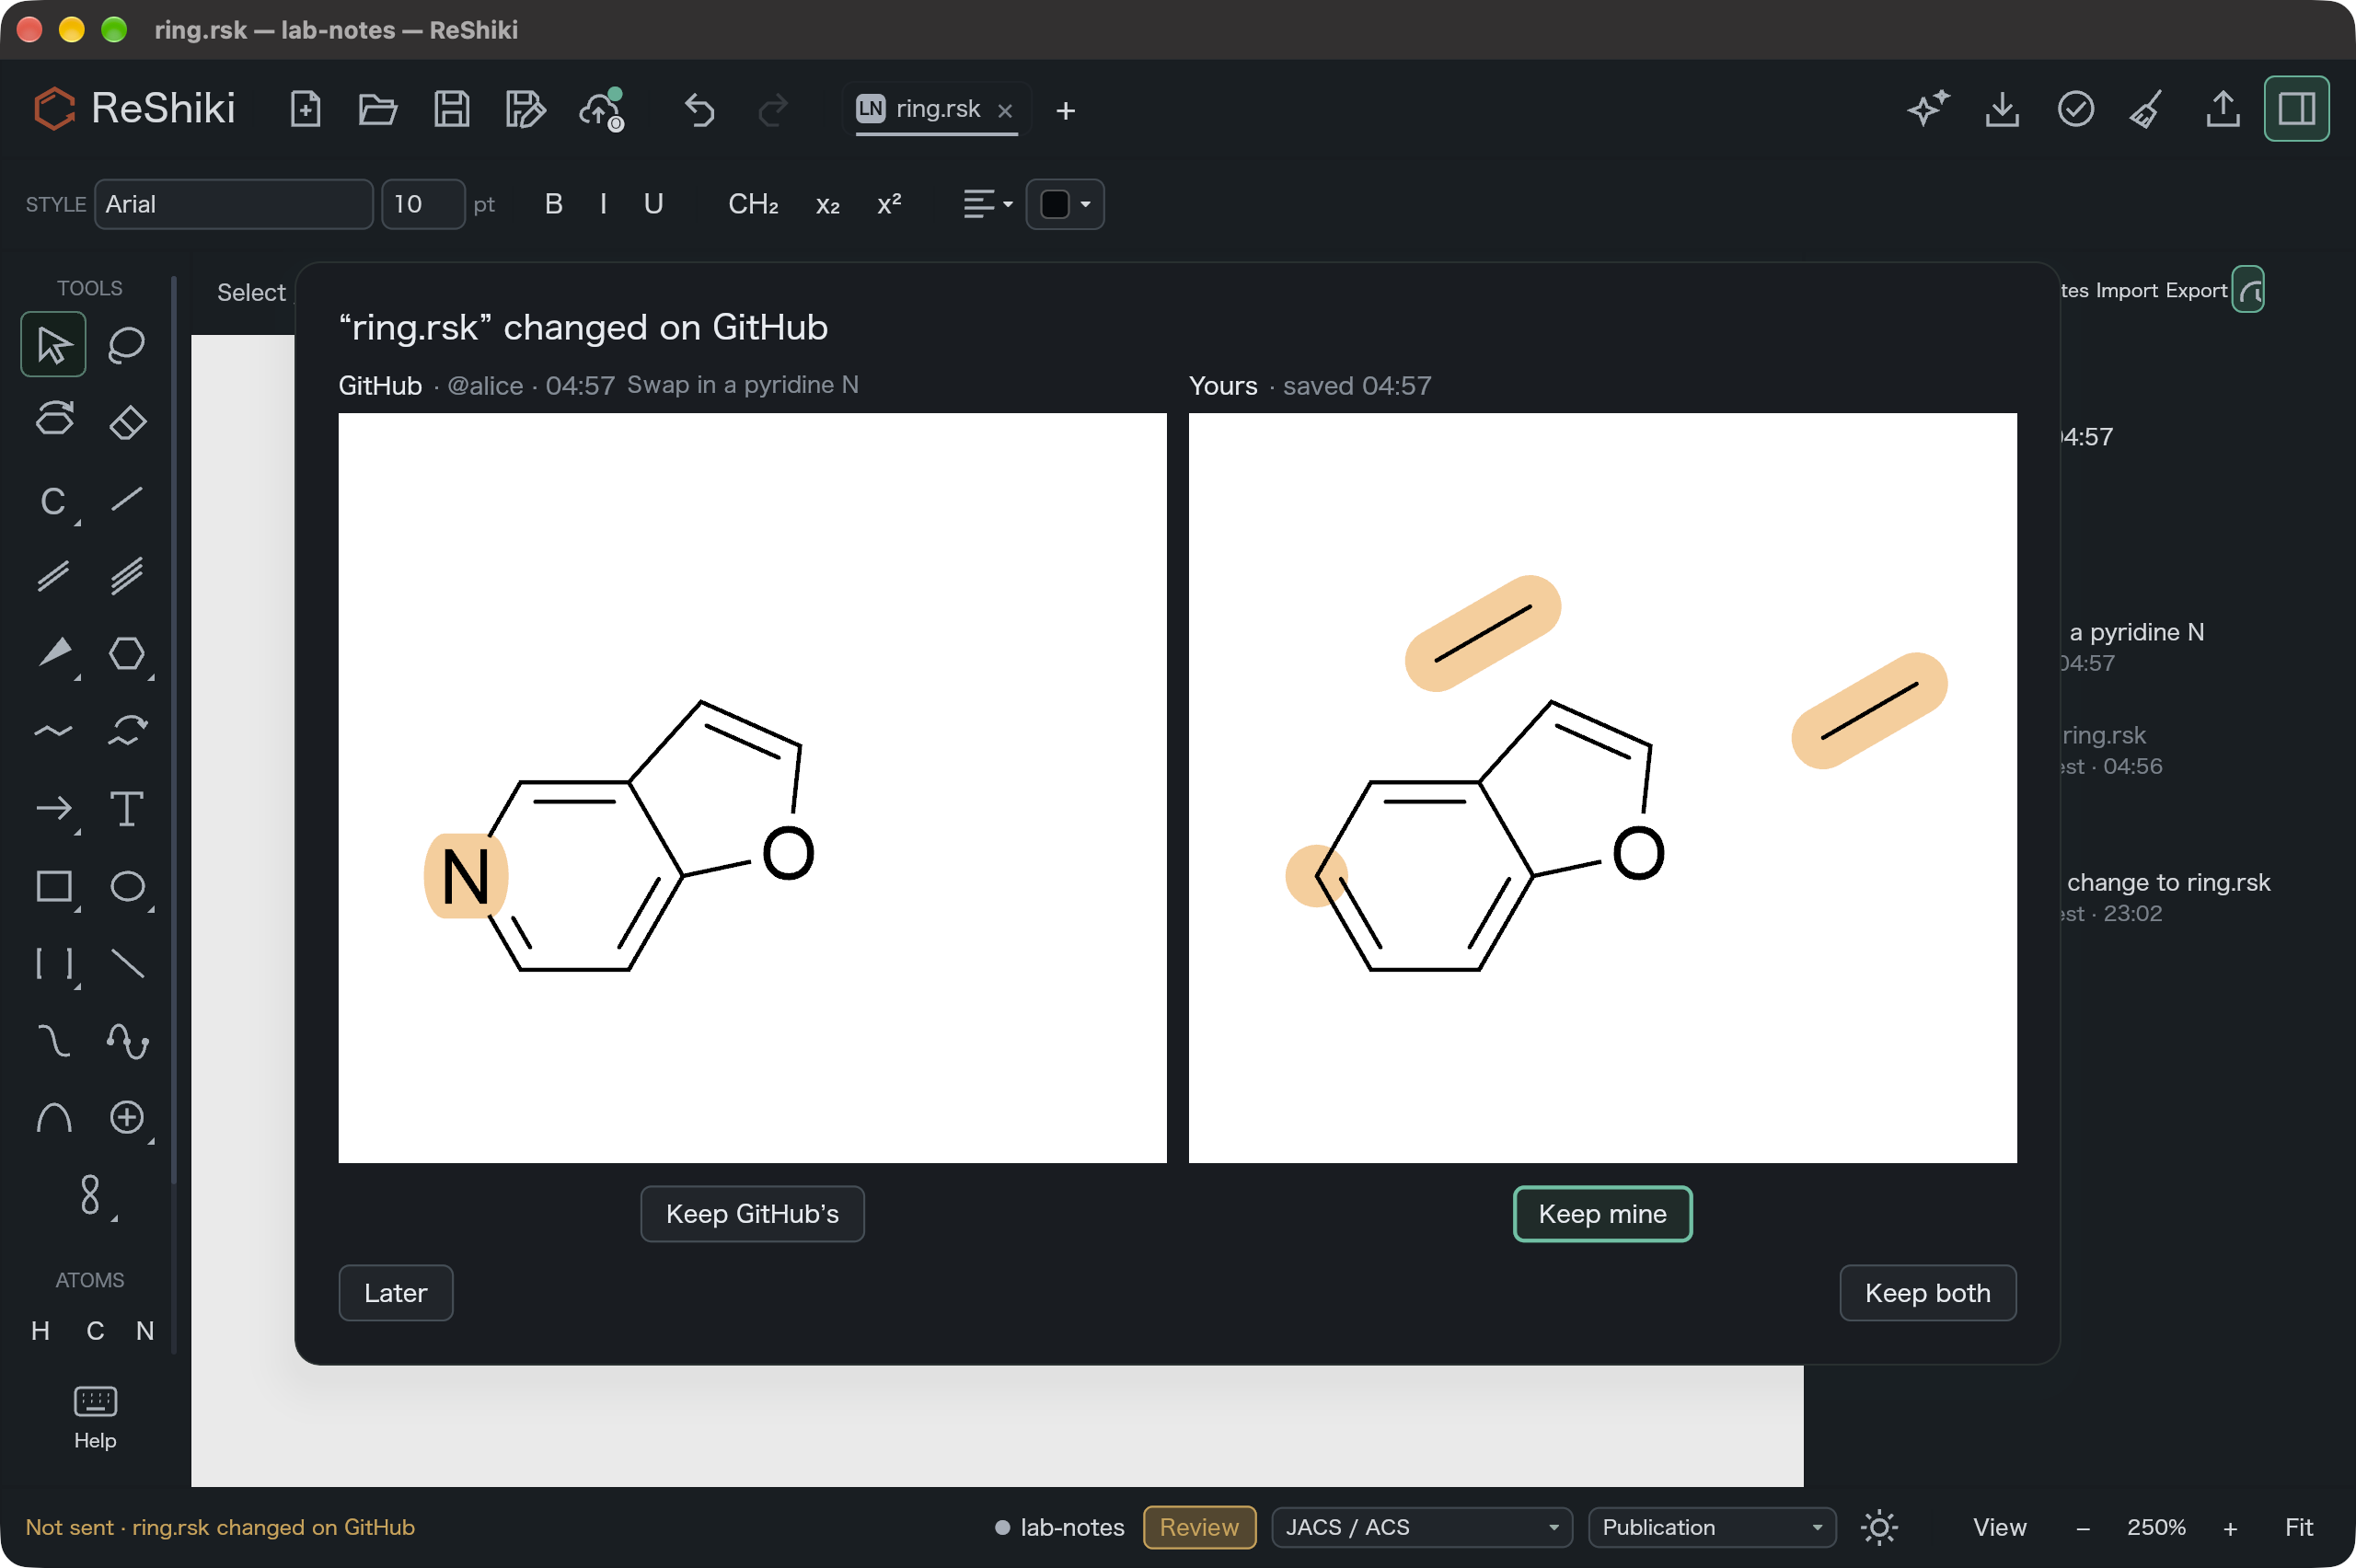 ring.rsk — lab-notes — ReShiki
ReShiki
LN ring.rsk × +
STYLE Arial 10 pt B I U CH₂ x₂ x²
TOOLS
Select
tes Import Export
“ring.rsk” changed on GitHub
GitHub · @alice · 04:57 Swap in a pyridine N
Yours · saved 04:57
4:57
C
T
a pyridine N
04:57
ring.rsk
est · 04:56
change to ring.rsk
est · 23:02
N
O
O
Keep GitHub’s
Keep mine
Later
Keep both
ATOMS
H C N
Help
Not sent · ring.rsk changed on GitHub
lab-notes
Review
JACS / ACS
Publication
View − 250% + Fit